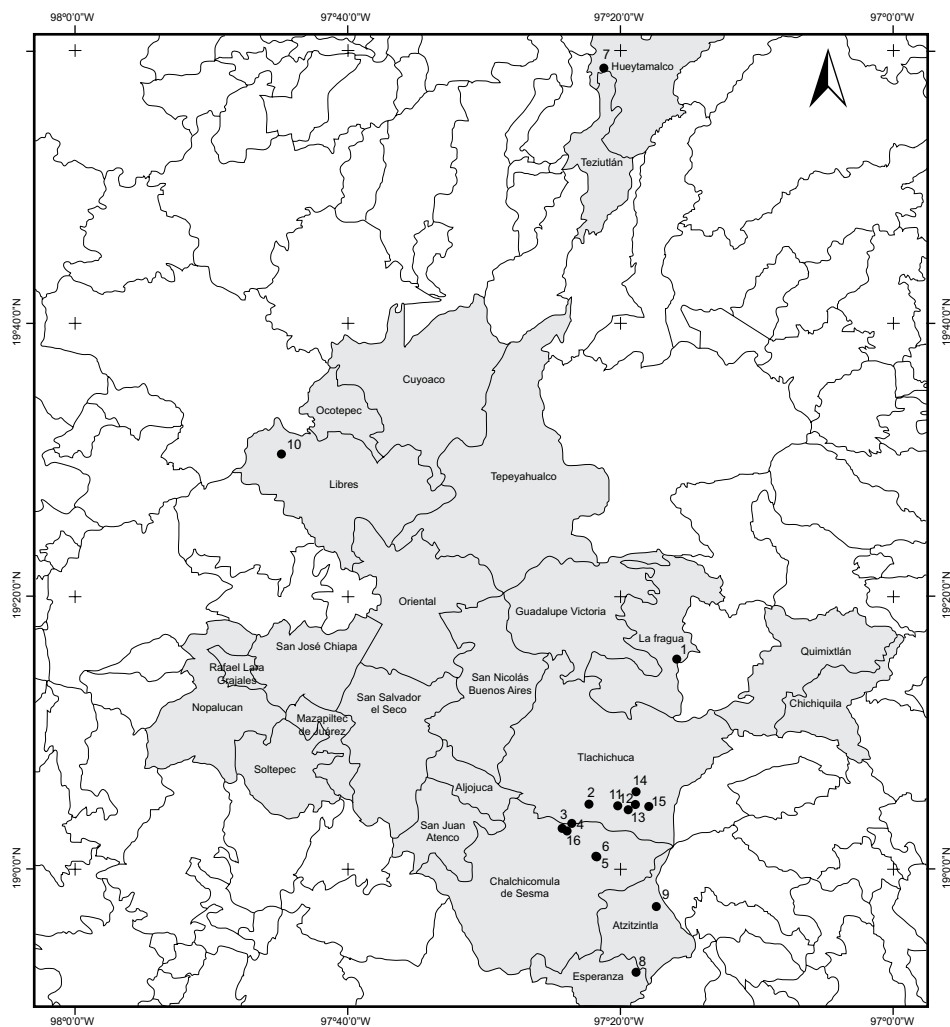 98°0'0"W 97°40'0"W 97°20'0"W 97°0'0"W
7
Hueytamalco
Teziutlán
19°40'0"N 19°40'0"N
Cuyoaco
Ocotepec
10
Libres
Tepeyahualco
19°20'0"N 19°20'0"N
Oriental
Guadalupe Victoria
La fragua
1
San José Chiapa
Quimixtlán
Rafael Lara
Grajales
San Nicolás
Buenos Aires
San Salvador
el Seco
Nopalucan
Chichiquila
Mazapiltec
de Juárez
Tlachichuca
Soltepec
Aljojuca
14
2
11
12
15
13
3
4
16
San Juan
Atenco
6
5
19°0'0"N 19°0'0"N
Chalchicomula
de Sesma
9
Atzitzintla
8
Esperanza
98°0'0"W 97°40'0"W 97°20'0"W 97°0'0"W